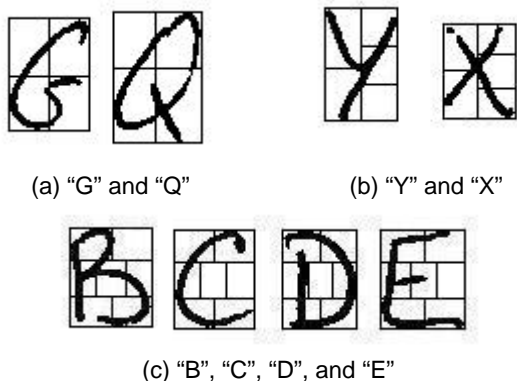 G Q Y X
(a) “G” and “Q” (b) “Y” and “X”
B C D E
(c) “B”, “C”, “D”, and “E”